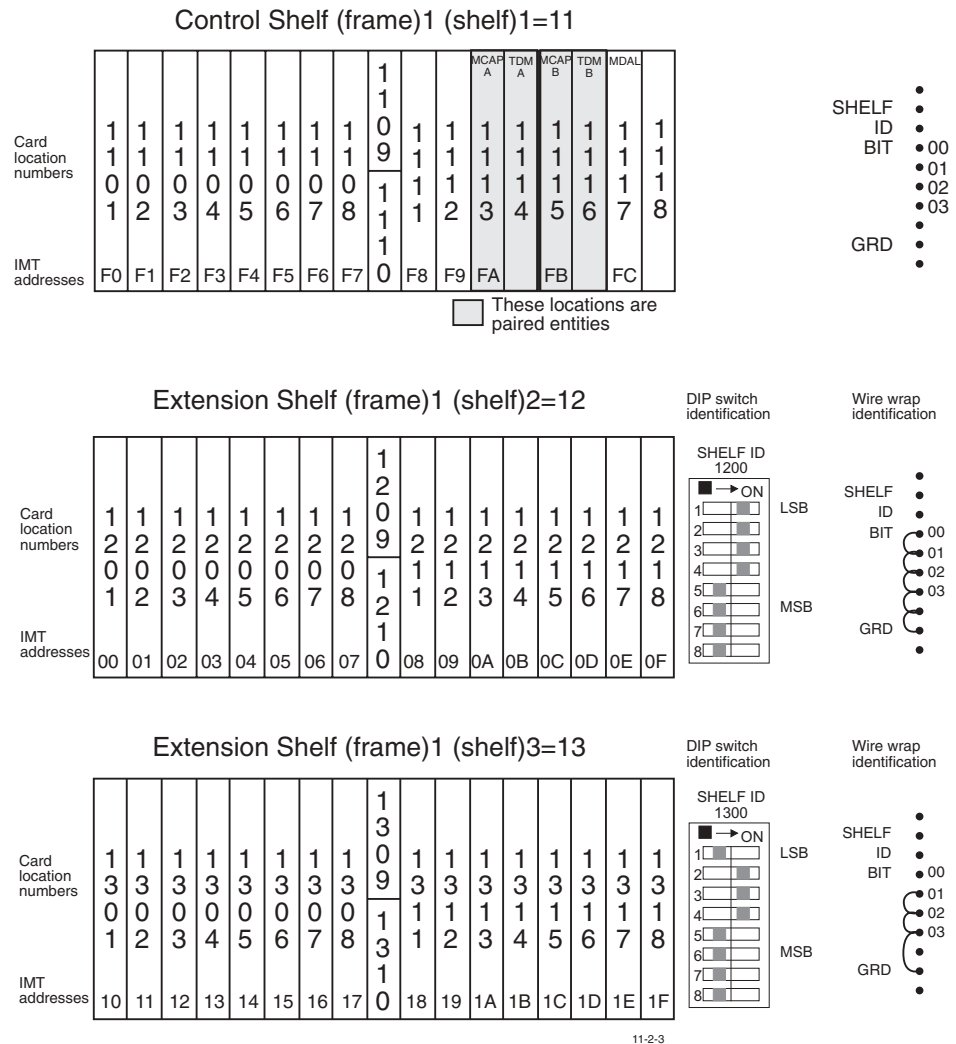 Control Shelf (frame)1 (shelf)1=11
MCAP A TDM A MCAP B TDM B MDAL
Card location numbers
1101 1102 1103 1104 1105 1106 1107 1108 1109 1110 1111 1112 1113 1114 1115 1116 1117 1118
IMT addresses
F0 F1 F2 F3 F4 F5 F6 F7 F8 F9 FA FB FC
These locations are
paired entities
SHELF
ID
BIT 00
01
02
03
GRD
Extension Shelf (frame)1 (shelf)2=12
Card location numbers
1201 1202 1203 1204 1205 1206 1207 1208 1209 1210 1211 1212 1213 1214 1215 1216 1217 1218
IMT addresses
00 01 02 03 04 05 06 07 08 09 0A 0B 0C 0D 0E 0F
DIP switch
identification
SHELF ID
1200
ON
1 LSB
2
3
4
5
6 MSB
7
8
Wire wrap
identification
SHELF
ID
BIT 00
01
02
03
GRD
Extension Shelf (frame)1 (shelf)3=13
Card location numbers
1301 1302 1303 1304 1305 1306 1307 1308 1309 1310 1311 1312 1313 1314 1315 1316 1317 1318
IMT addresses
10 11 12 13 14 15 16 17 18 19 1A 1B 1C 1D 1E 1F
DIP switch
identification
SHELF ID
1300
ON
1 LSB
2
3
4
5
6 MSB
7
8
Wire wrap
identification
SHELF
ID
BIT 00
01
02
03
GRD
11-2-3